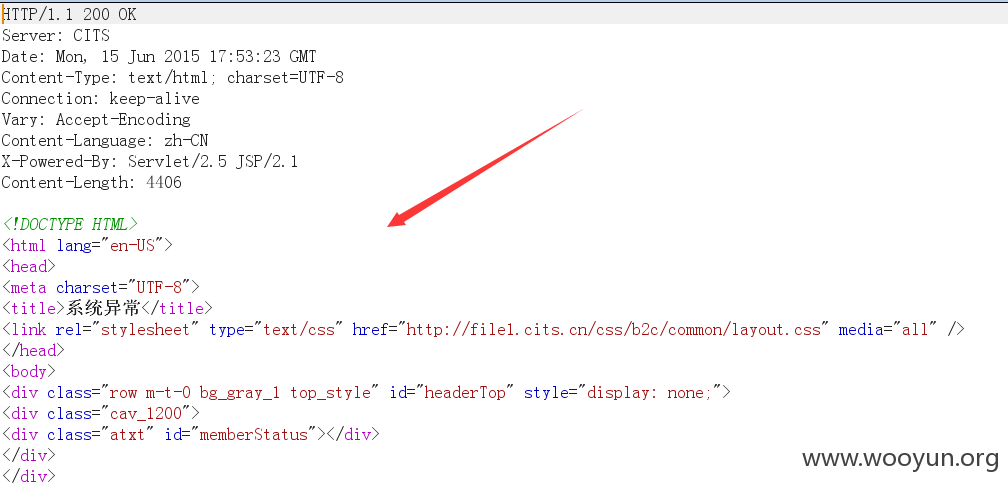 HTTP/1.1 200 OK
Server: CITS
Date: Mon, 15 Jun 2015 17:53:23 GMT
Content-Type: text/html; charset=UTF-8
Connection: keep-alive
Vary: Accept-Encoding
Content-Language: zh-CN
X-Powered-By: Servlet/2.5 JSP/2.1
Content-Length: 4406

<!DOCTYPE HTML>
<html lang="en-US">
<head>
<meta charset="UTF-8">
<title>系统异常</title>
<link rel="stylesheet" type="text/css" href="http://file1.cits.cn/css/b2c/common/layout.css" media="all" />
</head>
<body>
<div class="row m-t-0 bg_gray_1 top_style" id="headerTop" style="display: none;">
<div class="cav_1200">
<div class="atxt" id="memberStatus"></div>
</div>
</div>
www.wooyun.org